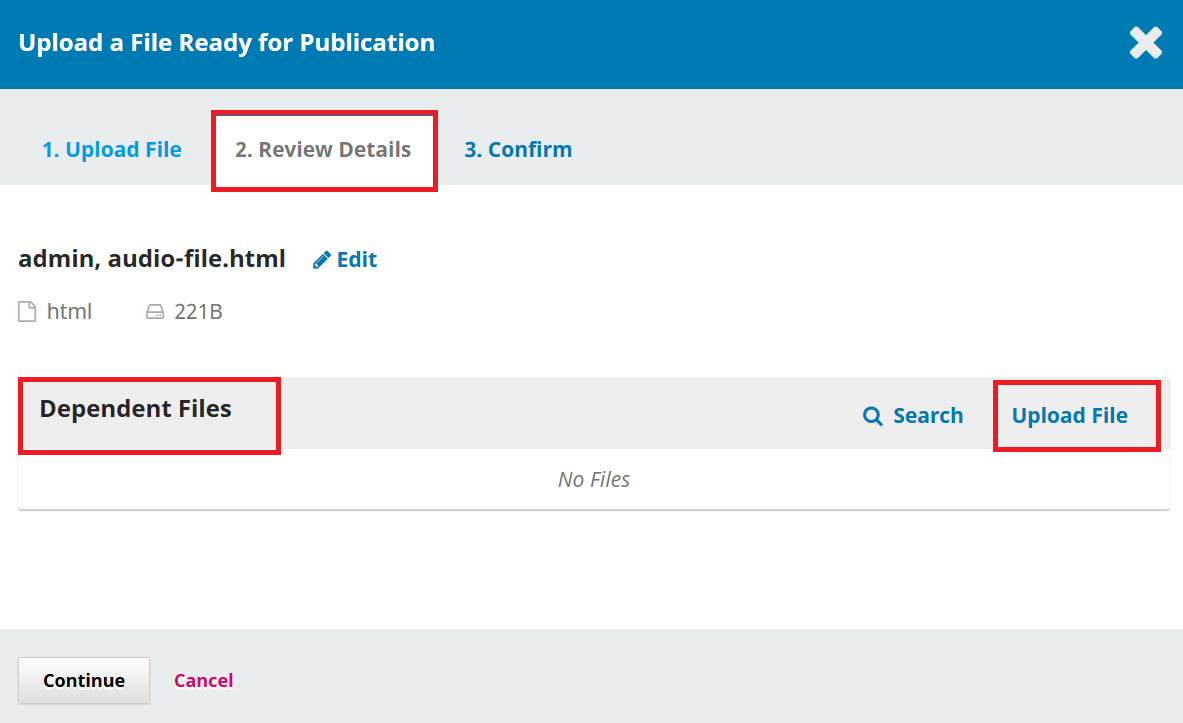 Upload a File Ready for Publication
1. Upload File 2. Review Details 3. Confirm
admin, audio-file.html Edit
html 221B
Dependent Files Search Upload File
No Files
Continue Cancel